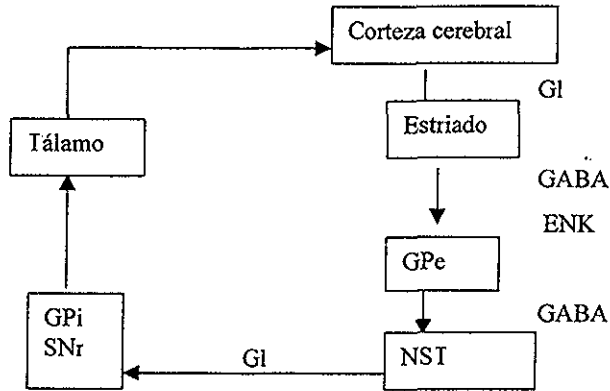 Corteza cerebral
Gl
Estriado
Tálamo
GABA
ENK
GPe
GABA
GPi
SNr
Gl
NST